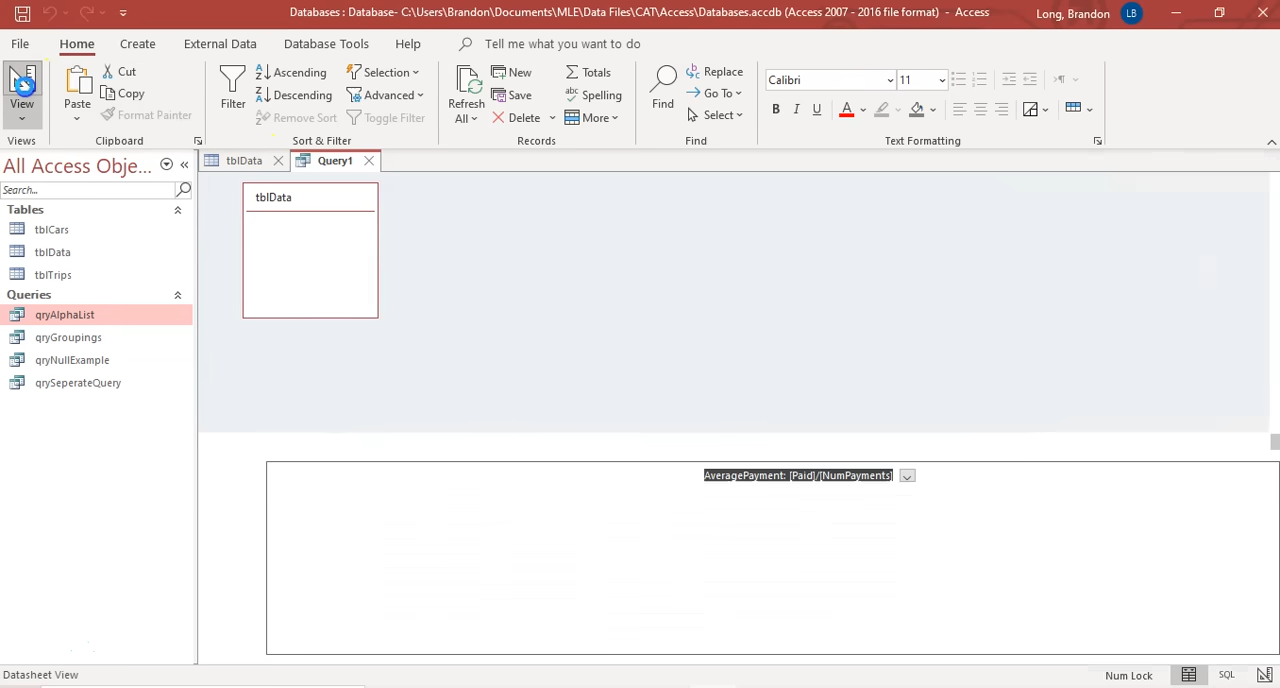 Databases : Database- C:\Users\Brandon\Documents\MLE\Data Files\CAT\Access\Databases.accdb (Access 2007 - 2016 file format) - Access
Long, Brandon
LB
File
Home
Create
External Data
Database Tools
Help
Tell me what you want to do
View
Views
Paste
Cut
Copy
Format Painter
Clipboard
Filter
Ascending
Descending
Remove Sort
Selection
Advanced
Toggle Filter
Sort & Filter
Refresh
All
New
Save
Delete
Totals
Spelling
More
Records
Find
Replace
Go To
Select
Find
Calibri
11
B I U
Text Formatting
All Access Obje...
Search...
Tables
tblCars
tblData
tblTrips
Queries
qryAlphaList
qryGroupings
qryNullExample
qrySeperateQuery
tblData
Query1
tblData
AveragePayment: [Paid]/[NumPayments]
Datasheet View
Num Lock
SQL